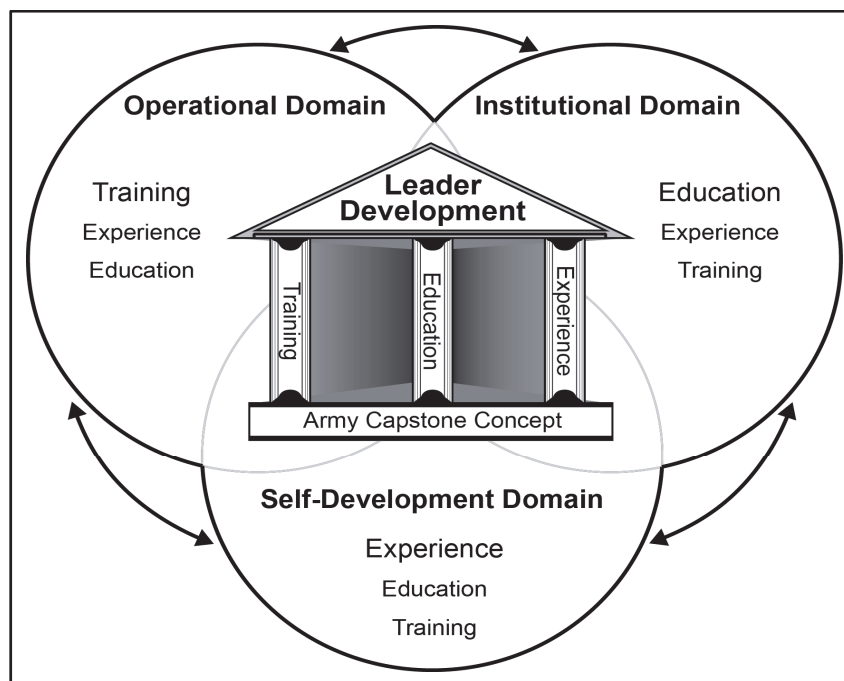 Operational Domain
Institutional Domain
Training
Experience
Education
Education
Experience
Training
Leader
Development
Training
Education
Experience
Army Capstone Concept
Self-Development Domain
Experience
Education
Training